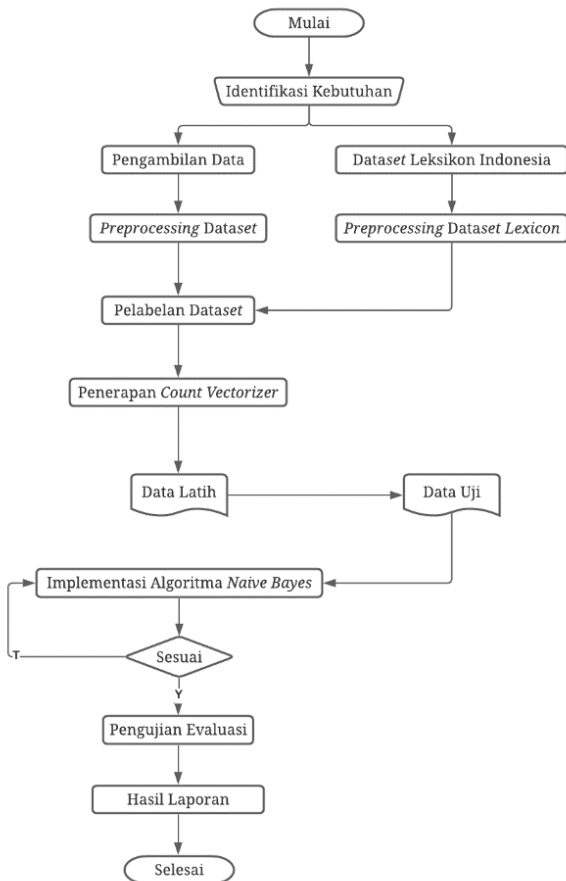 Mulai
Identifikasi Kebutuhan
Pengambilan Data
Dataset Leksikon Indonesia
Preprocessing Dataset
Preprocessing Dataset Lexicon
Pelabelan Dataset
Penerapan Count Vectorizer
Data Latih
Data Uji
Implementasi Algoritma Naive Bayes
T
Sesuai
Y
Pengujian Evaluasi
Hasil Laporan
Selesai